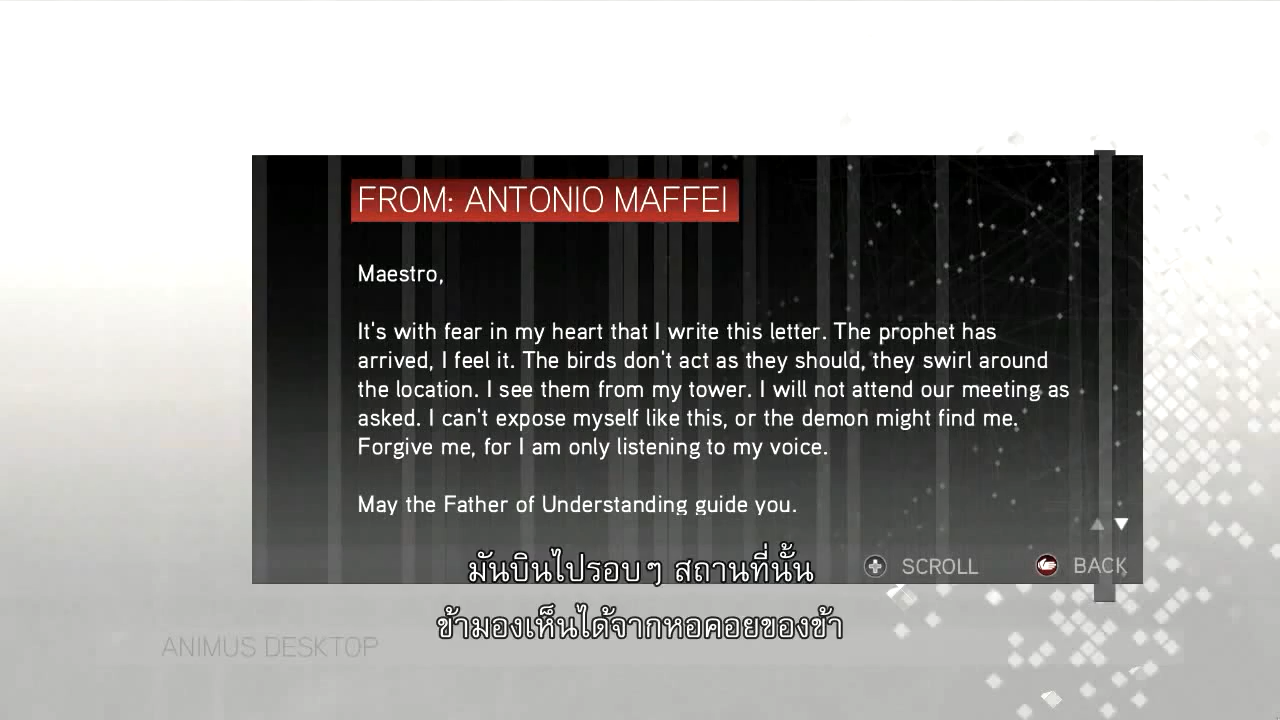 FROM: ANTONIO MAFFEI
Maestro,
It's with fear in my heart that I write this letter. The prophet has
arrived, I feel it. The birds don't act as they should, they swirl around
the location. I see them from my tower. I will not attend our meeting as
asked. I can't expose myself like this, or the demon might find me.
Forgive me, for I am only listening to my voice.
May the Father of Understanding guide you.
SCROLL
BACK
มันบินไปรอบๆ สถานที่นั้น
ข้ามองเห็นได้จากหอคอยของข้า
ANIMUS DESKTOP